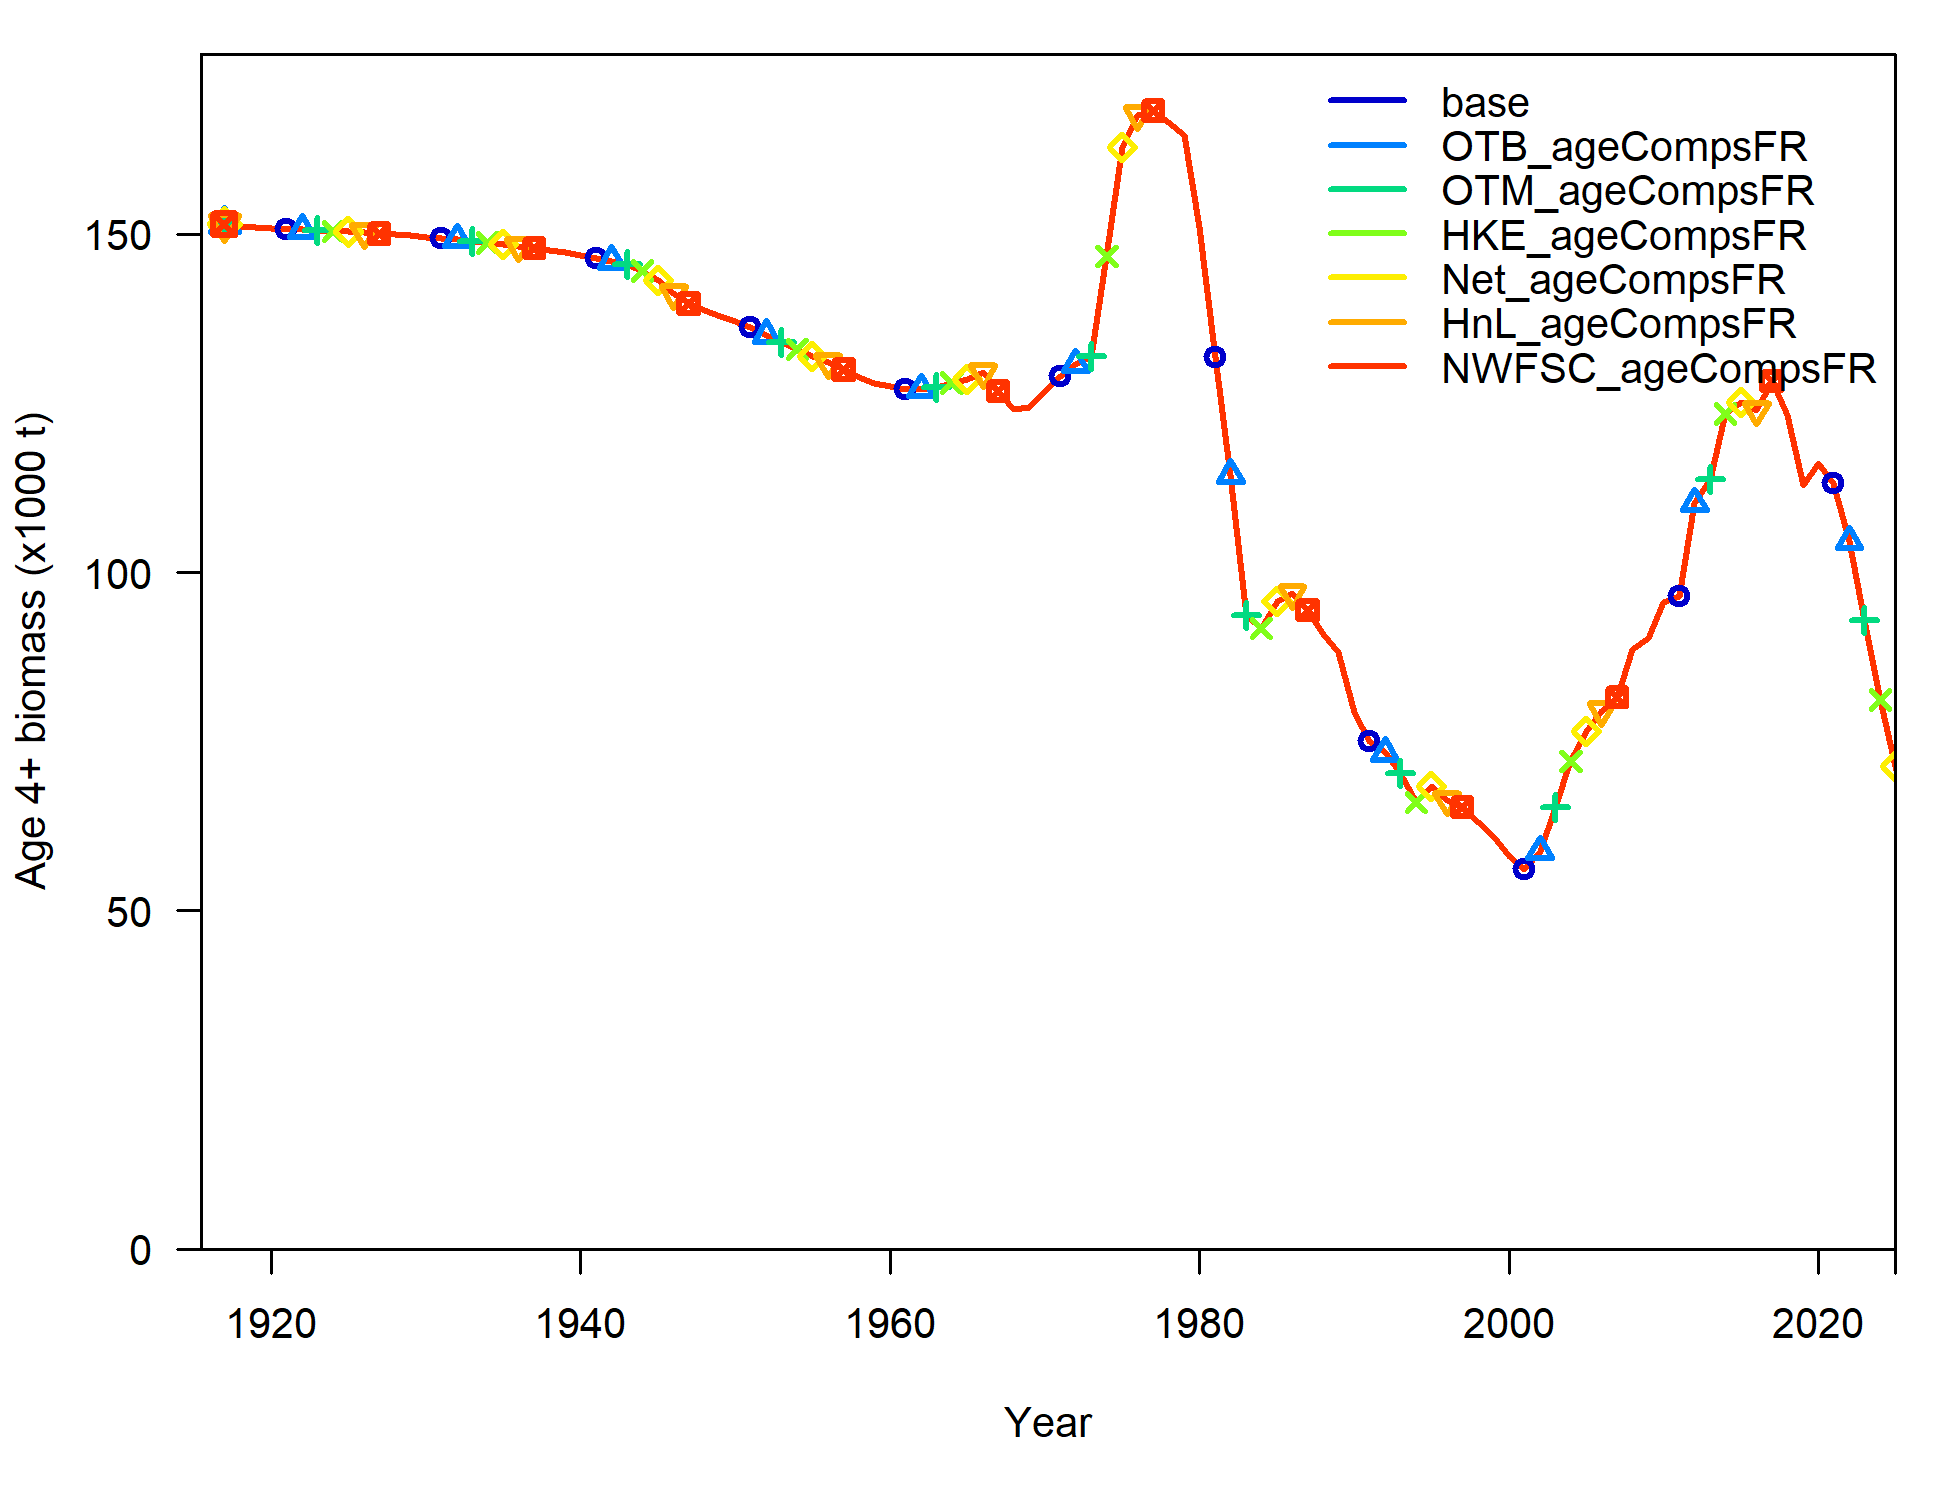 base
OTB_ageCompsFR
OTM_ageCompsFR
HKE_ageCompsFR
Net_ageCompsFR
HnL_ageCompsFR
NWFSC_ageCompsFR
Age 4+ biomass (x1000 t)
150
100
50
0
1920 1940 1960 1980 2000 2020
Year